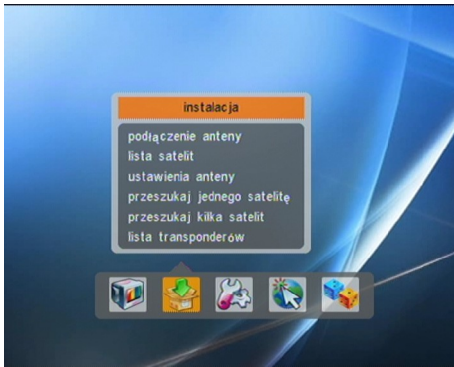 instalacja
podłączenie anteny
lista satelit
ustawienia anteny
przeszukaj jednego satelitę
przeszukaj kilka satelit
lista transponderów